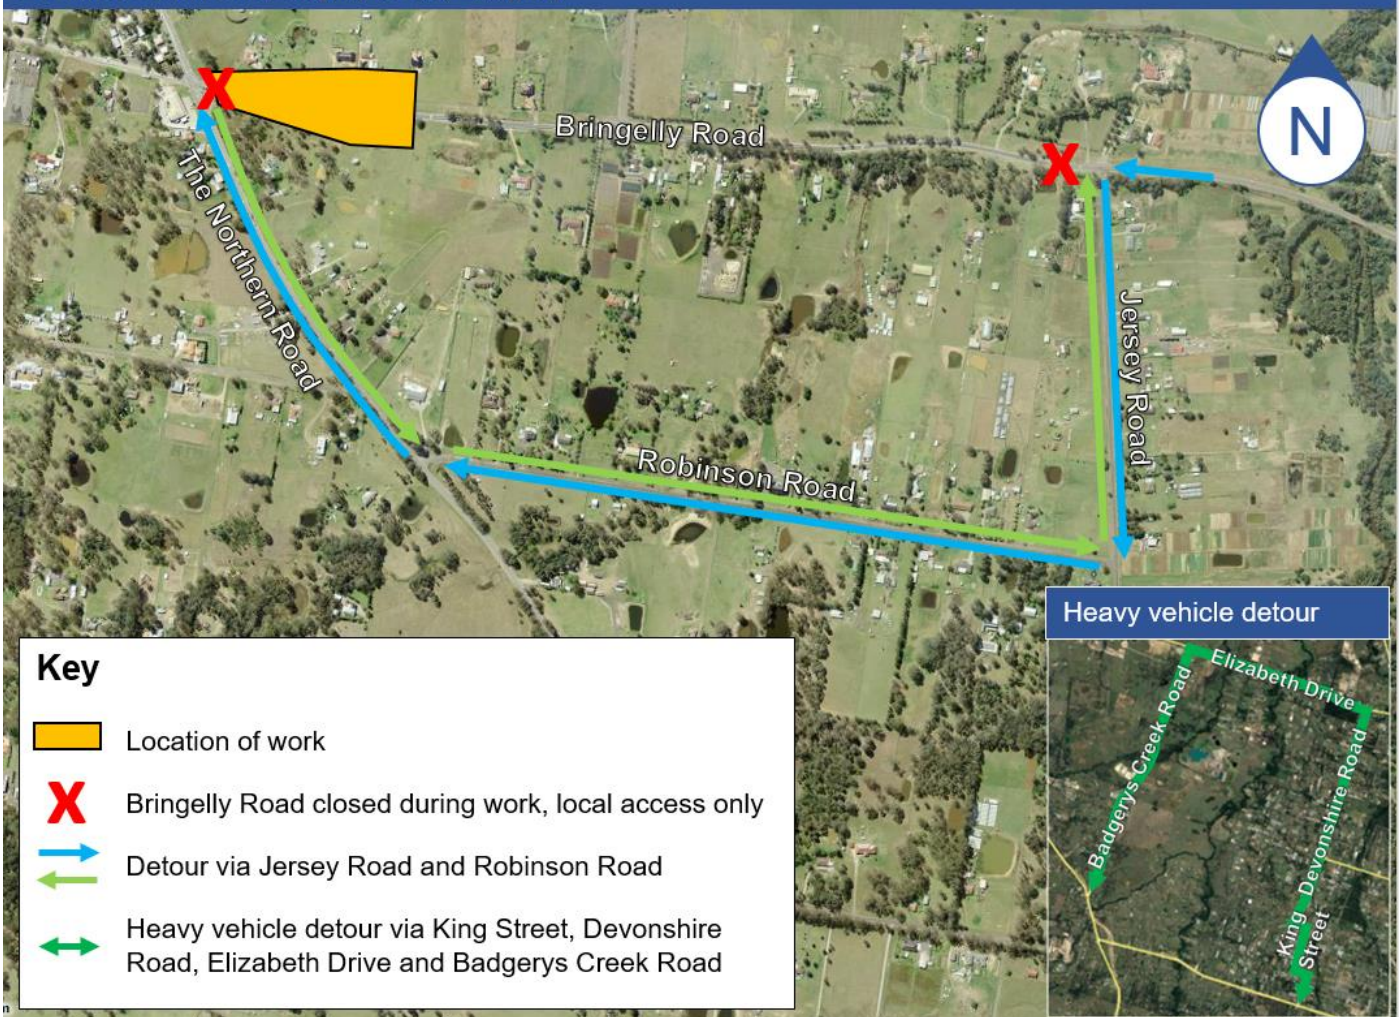 N
Bringelly Road
The Northern Road
Jersey Road
Robinson Road
Key
Location of work
X
Bringelly Road closed during work, local access only
Detour via Jersey Road and Robinson Road
Heavy vehicle detour via King Street, Devonshire
Road, Elizabeth Drive and Badgerys Creek Road
Heavy vehicle detour
Elizabeth Drive
Badgerys Creek Road
Devonshire Road
King
Street